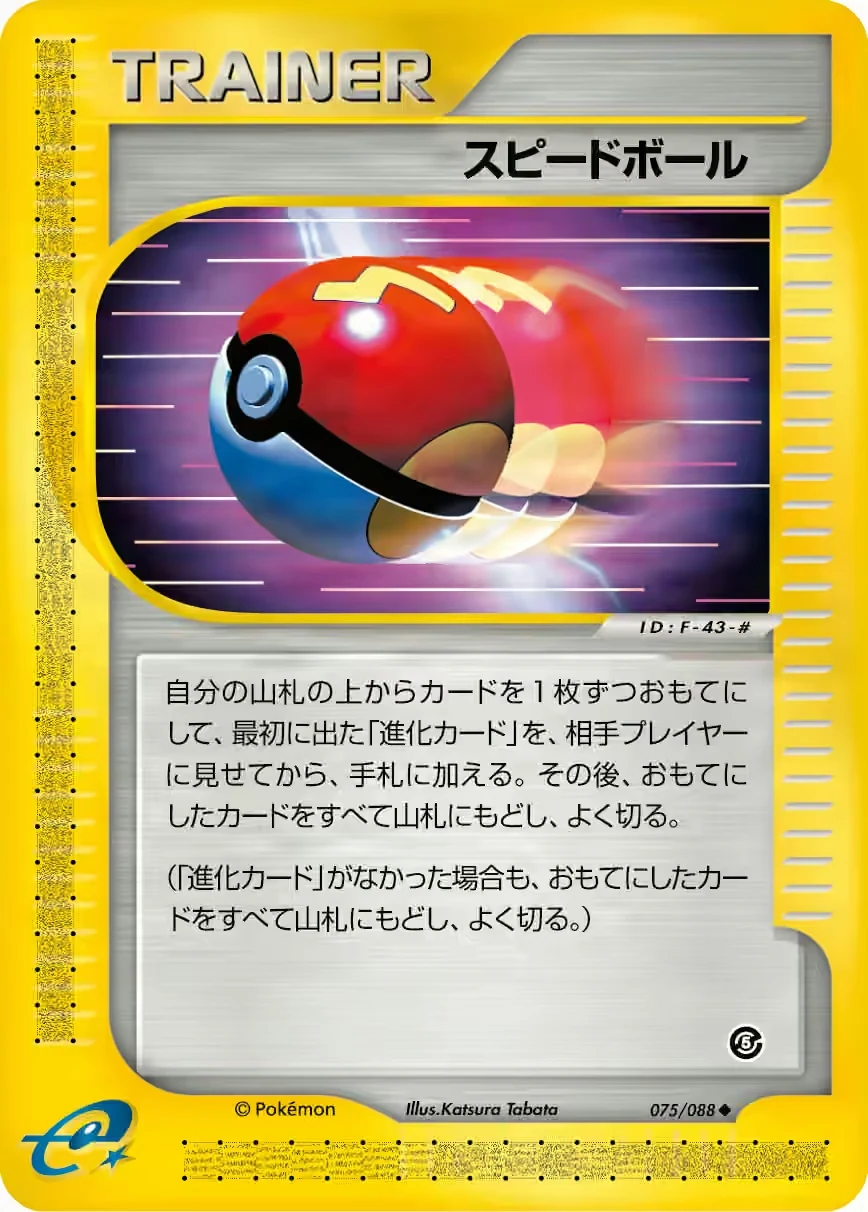 TRAINER
スピードボール
ID : F-43-#
自分の山札の上からカードを1枚ずつおもてに
して、最初に出た「進化カード」を、相手プレイヤー
に見せてから、手札に加える。その後、おもてに
したカードをすべて山札にもどし、よく切る。
(「進化カード」がなかった場合も、おもてにしたカー
ドをすべて山札にもどし、よく切る。)
5
© Pokémon Illus.Katsura Tabata 075/088◆
e